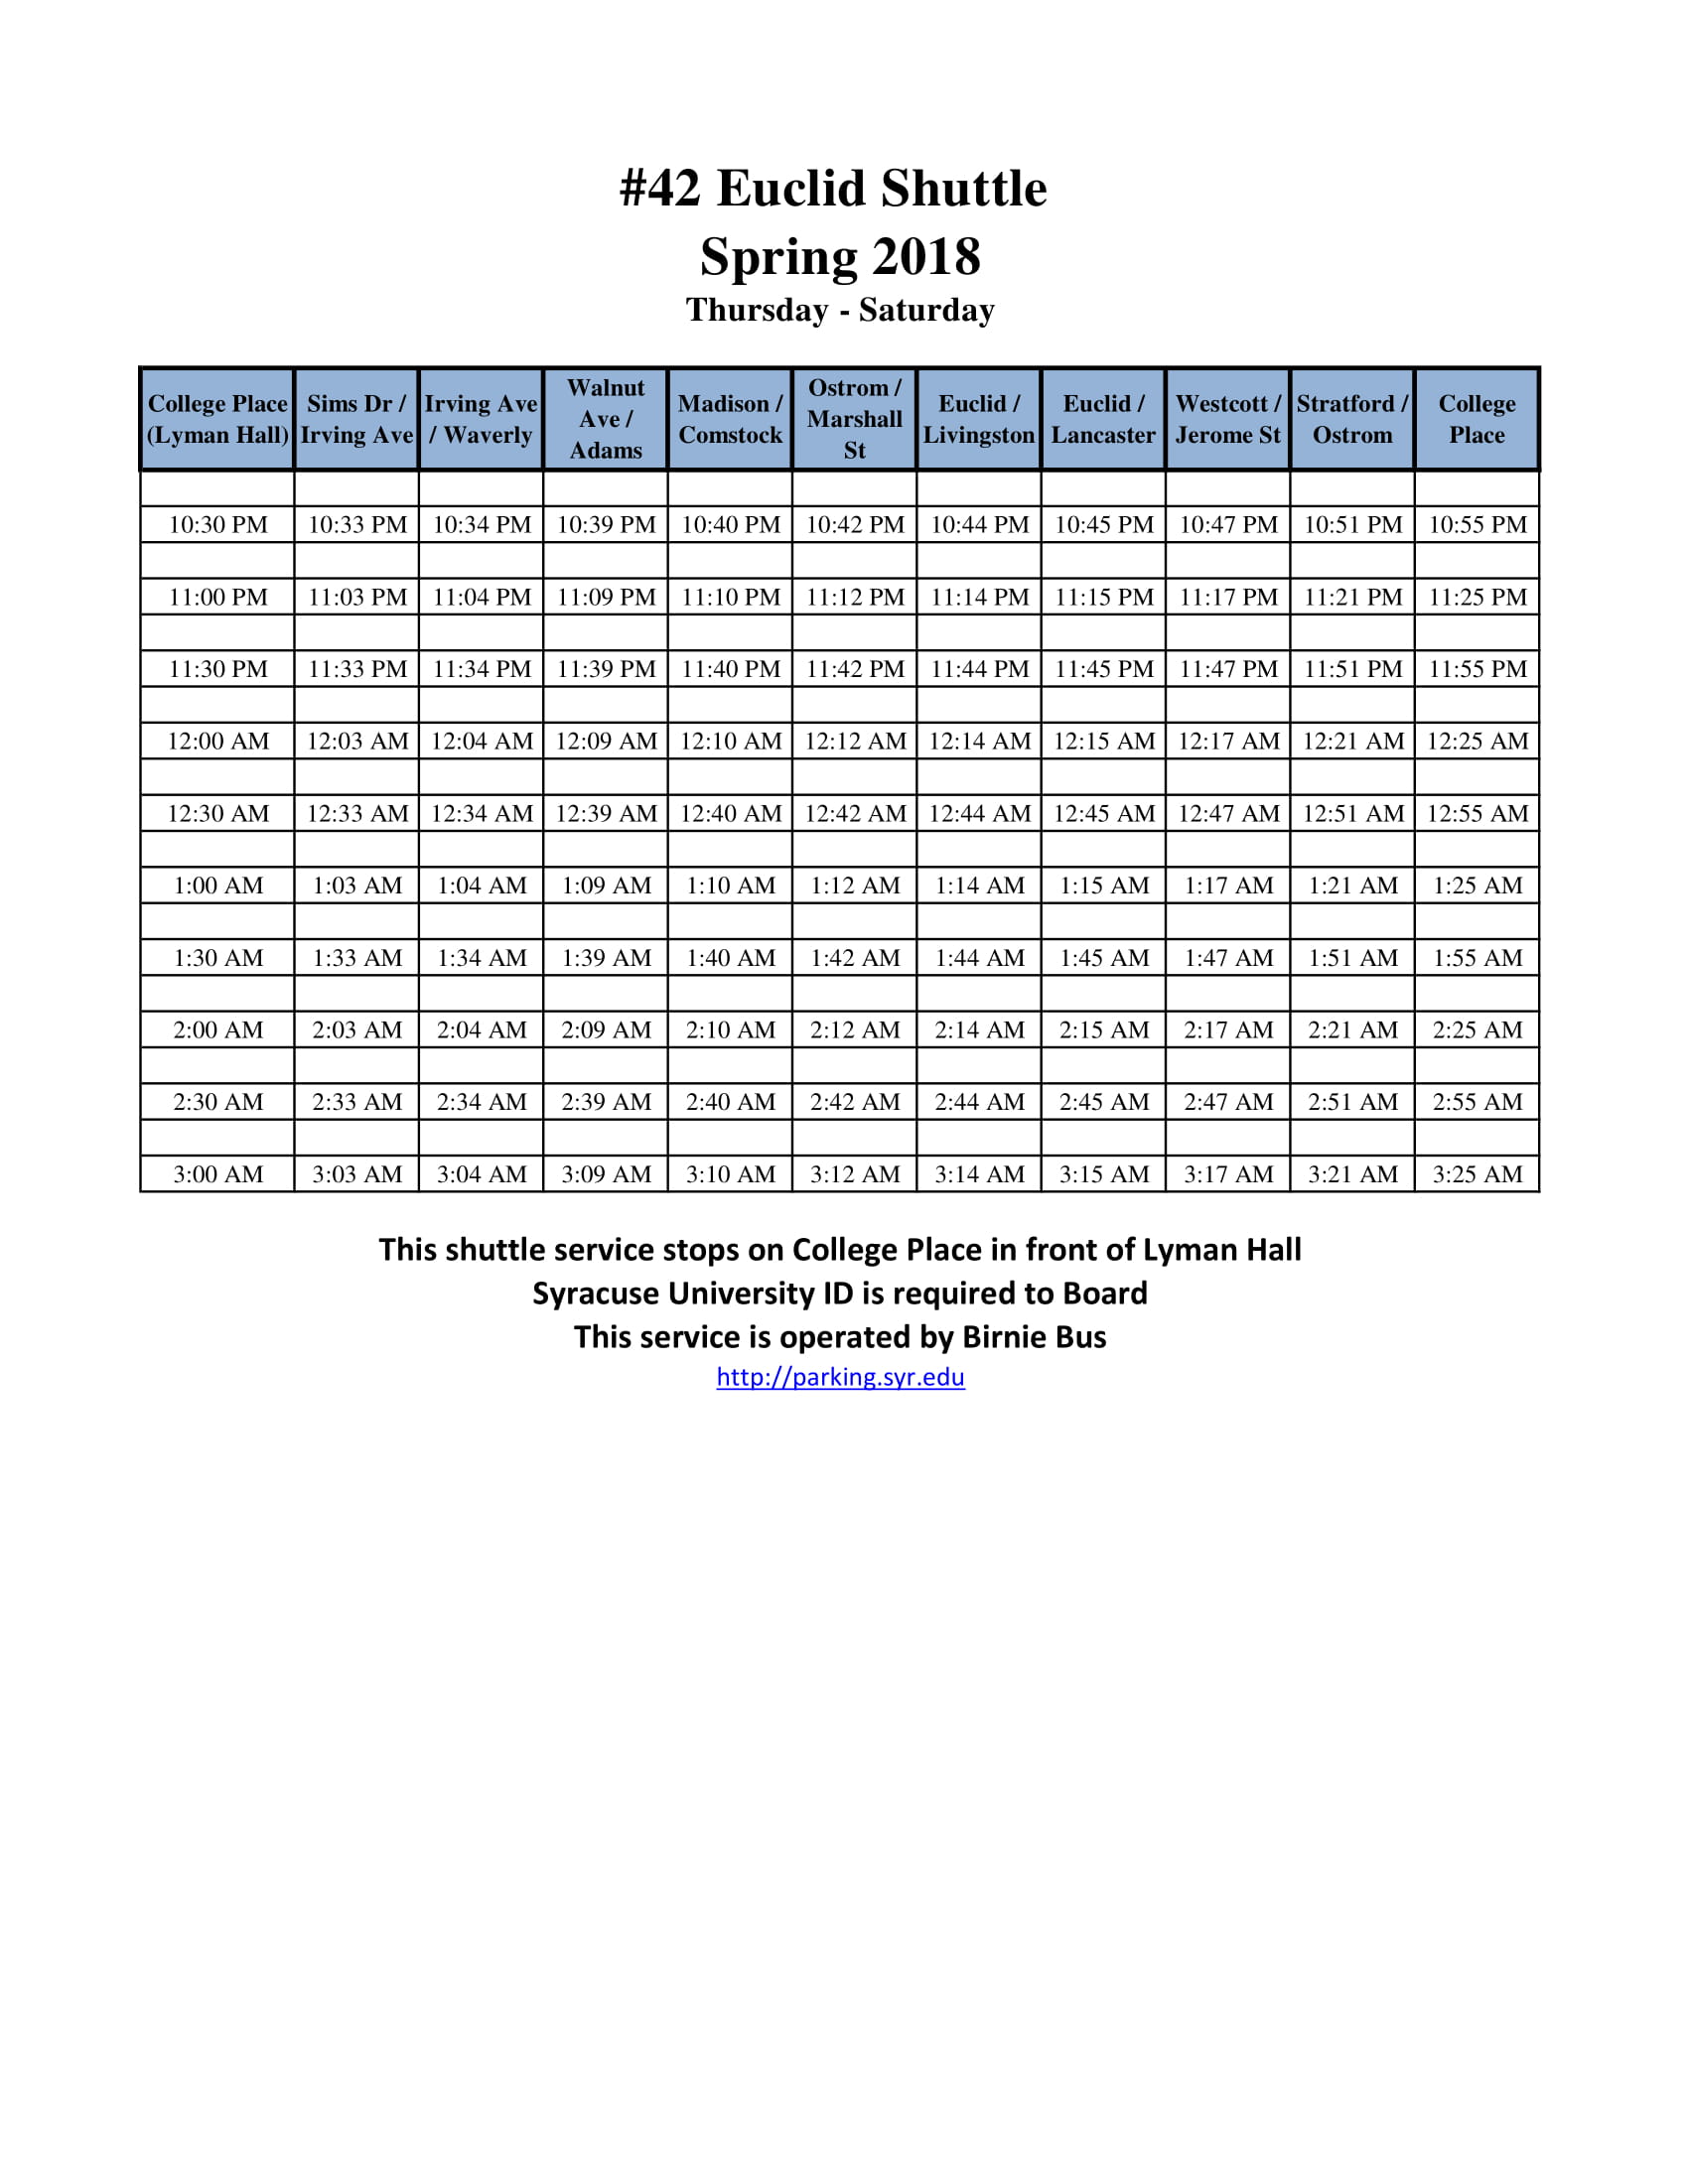 #42 Euclid Shuttle
Spring 2018
Thursday - Saturday
College Place (Lyman Hall) Sims Dr / Irving Ave Irving Ave / Waverly Walnut Ave / Adams Madison / Comstock Ostrom / Marshall St Euclid / Livingston Euclid / Lancaster Westcott / Jerome St Stratford / Ostrom College Place
10:30 PM 10:33 PM 10:34 PM 10:39 PM 10:40 PM 10:42 PM 10:44 PM 10:45 PM 10:47 PM 10:51 PM 10:55 PM
11:00 PM 11:03 PM 11:04 PM 11:09 PM 11:10 PM 11:12 PM 11:14 PM 11:15 PM 11:17 PM 11:21 PM 11:25 PM
11:30 PM 11:33 PM 11:34 PM 11:39 PM 11:40 PM 11:42 PM 11:44 PM 11:45 PM 11:47 PM 11:51 PM 11:55 PM
12:00 AM 12:03 AM 12:04 AM 12:09 AM 12:10 AM 12:12 AM 12:14 AM 12:15 AM 12:17 AM 12:21 AM 12:25 AM
12:30 AM 12:33 AM 12:34 AM 12:39 AM 12:40 AM 12:42 AM 12:44 AM 12:45 AM 12:47 AM 12:51 AM 12:55 AM
1:00 AM 1:03 AM 1:04 AM 1:09 AM 1:10 AM 1:12 AM 1:14 AM 1:15 AM 1:17 AM 1:21 AM 1:25 AM
1:30 AM 1:33 AM 1:34 AM 1:39 AM 1:40 AM 1:42 AM 1:44 AM 1:45 AM 1:47 AM 1:51 AM 1:55 AM
2:00 AM 2:03 AM 2:04 AM 2:09 AM 2:10 AM 2:12 AM 2:14 AM 2:15 AM 2:17 AM 2:21 AM 2:25 AM
2:30 AM 2:33 AM 2:34 AM 2:39 AM 2:40 AM 2:42 AM 2:44 AM 2:45 AM 2:47 AM 2:51 AM 2:55 AM
3:00 AM 3:03 AM 3:04 AM 3:09 AM 3:10 AM 3:12 AM 3:14 AM 3:15 AM 3:17 AM 3:21 AM 3:25 AM
This shuttle service stops on College Place in front of Lyman Hall
Syracuse University ID is required to Board
This service is operated by Birnie Bus
http://parking.syr.edu